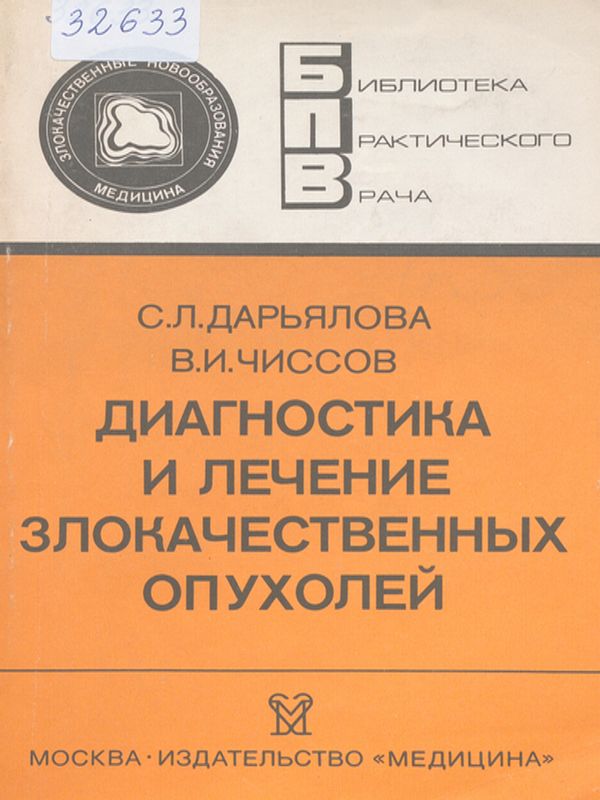 32633
ЗЛОКАЧЕСТВЕННЫЕ НОВООБРАЗОВАНИЯ
МЕДИЦИНА
БИБЛИОТЕКА
ПРАКТИЧЕСКОГО
ВРАЧА
С.Л.ДАРЬЯЛОВА
В.И.ЧИССОВ
ДИАГНОСТИКА
И ЛЕЧЕНИЕ
ЗЛОКАЧЕСТВЕННЫХ
ОПУХОЛЕЙ
МОСКВА · ИЗДАТЕЛЬСТВО «МЕДИЦИНА»